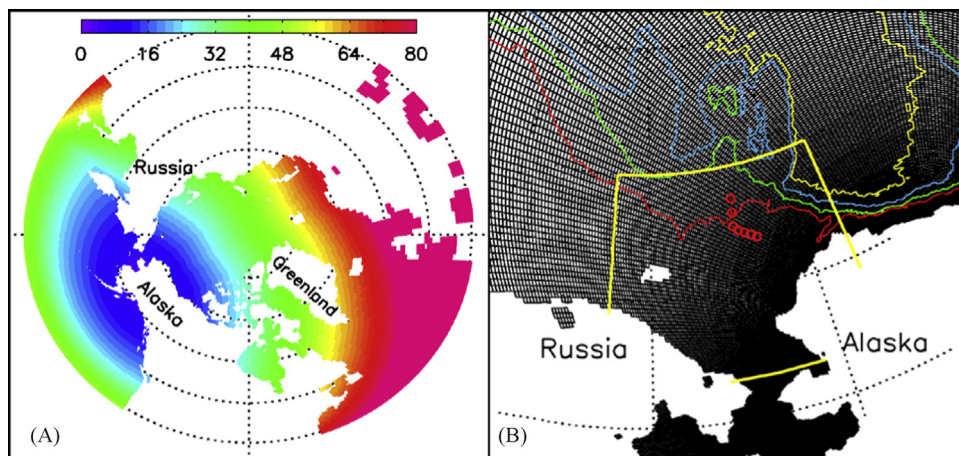 0 16 32 48 64 80
Russia
Alaska
Greenland
(A)
Russia
Alaska
(B)